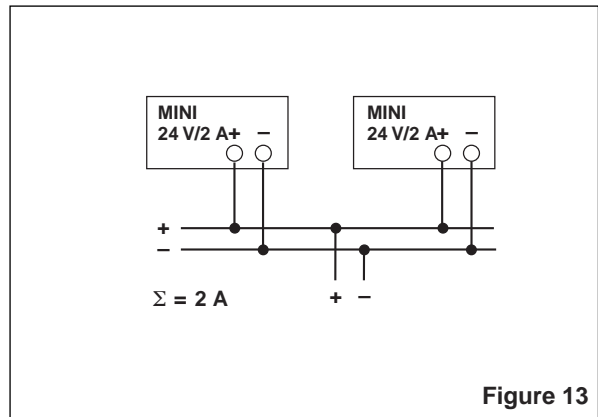 MINI
24 V/2 A+ –
MINI
24 V/2 A+ –
+
–
Σ = 2 A
+ –
Figure 13